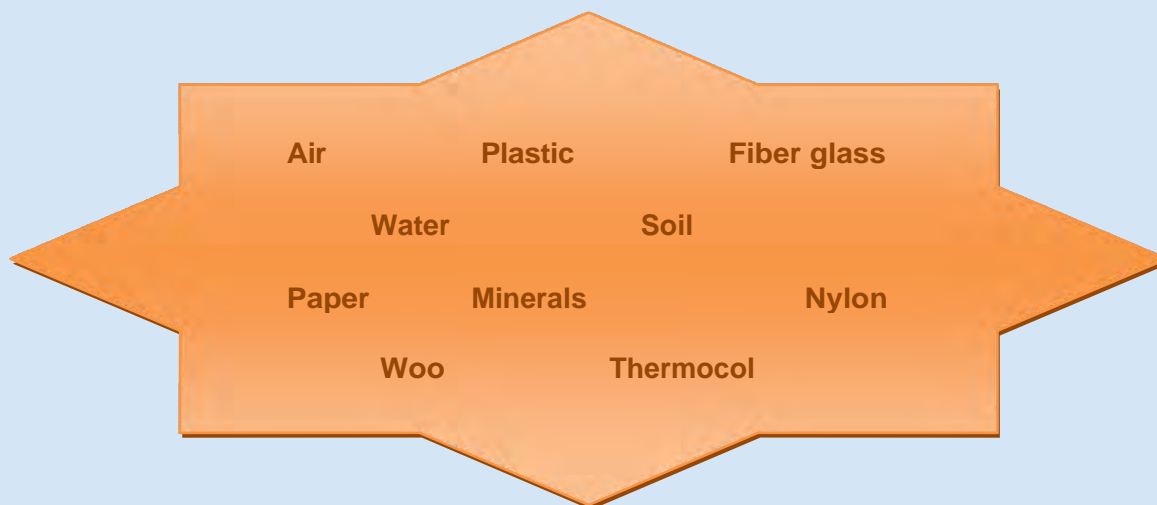 Air Plastic Fiber glass
Water Soil
Paper Minerals Nylon
Woo Thermocol